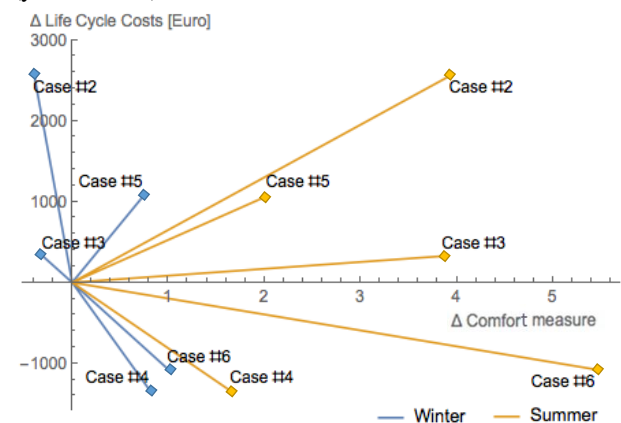 Δ Life Cycle Costs [Euro]
3000
Case #2
Case #2
2000
Case #5
Case #5
1000
Case #3
Case #3
1
2
3
4
5
Δ Comfort measure
−1000
Case #6
Case #4
Case #4
Case #6
Winter
Summer